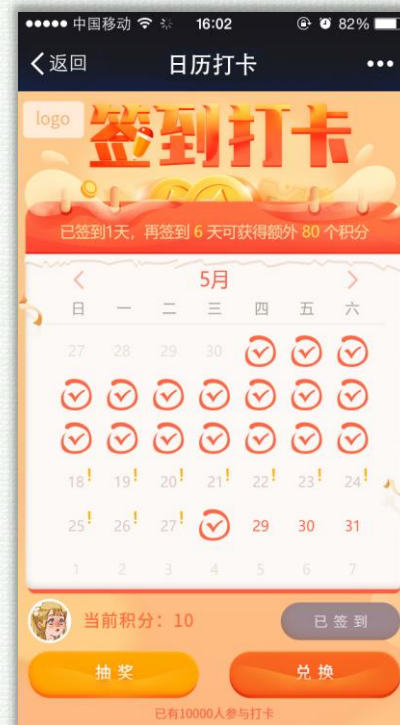 中国移动 16:02 82%
返回 日历打卡
logo
签到打卡
已签到1天，再签到 6 天可获得额外 80 个积分
5月
日 一 二 三 四 五 六
27 28 29 30
18! 19! 20! 21! 22! 23! 24!
25! 26! 27! 29 30 31
1 2 3 4 5 6 7
当前积分：10 已签到
抽奖 兑换
已有10000人参与打卡